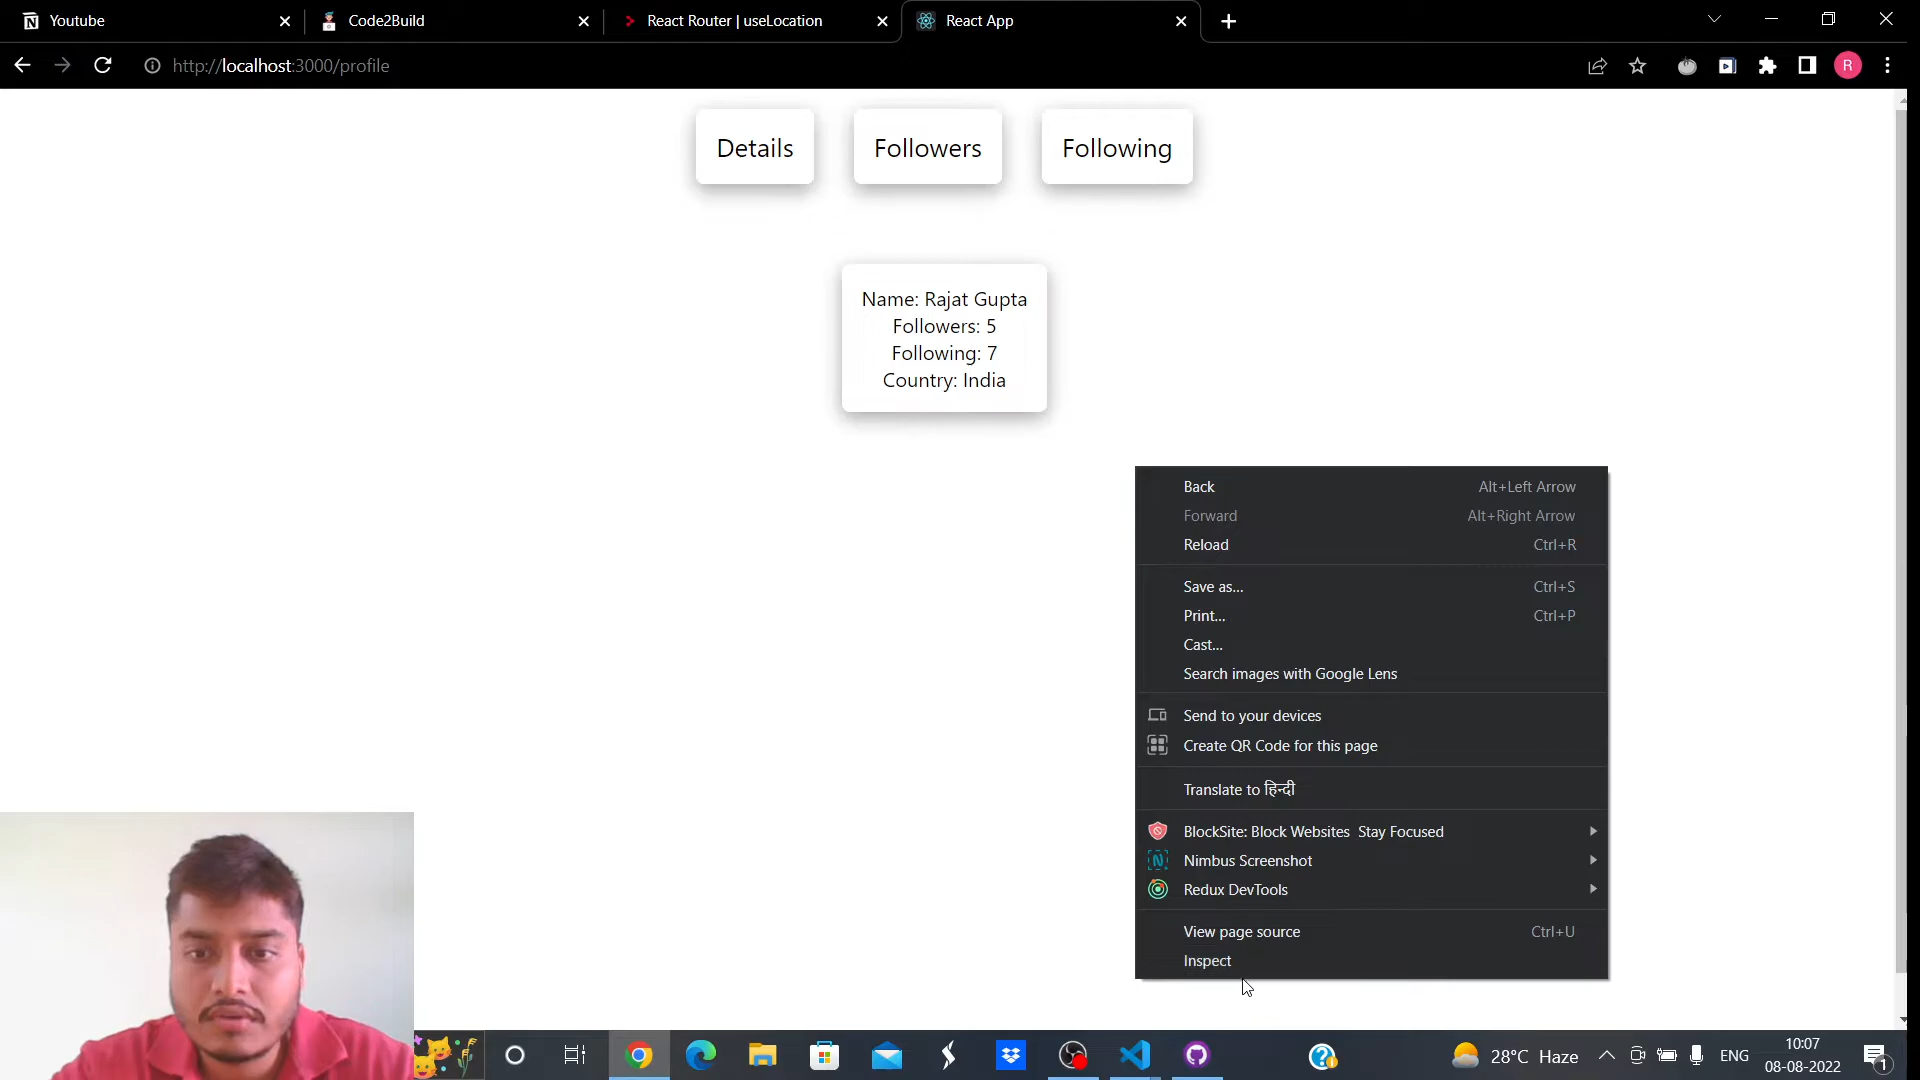 Youtube
Code2Build
React Router | useLocation
React App
http://localhost:3000/profile
R
Details
Followers
Following
Name: Rajat Gupta
Followers: 5
Following: 7
Country: India
Back Alt+Left Arrow
Forward Alt+Right Arrow
Reload Ctrl+R
Save as... Ctrl+S
Print... Ctrl+P
Cast...
Search images with Google Lens
Send to your devices
Create QR Code for this page
Translate to हिन्दी
BlockSite: Block Websites Stay Focused
Nimbus Screenshot
Redux DevTools
View page source Ctrl+U
Inspect
28°C Haze
ENG
10:07
08-08-2022
1